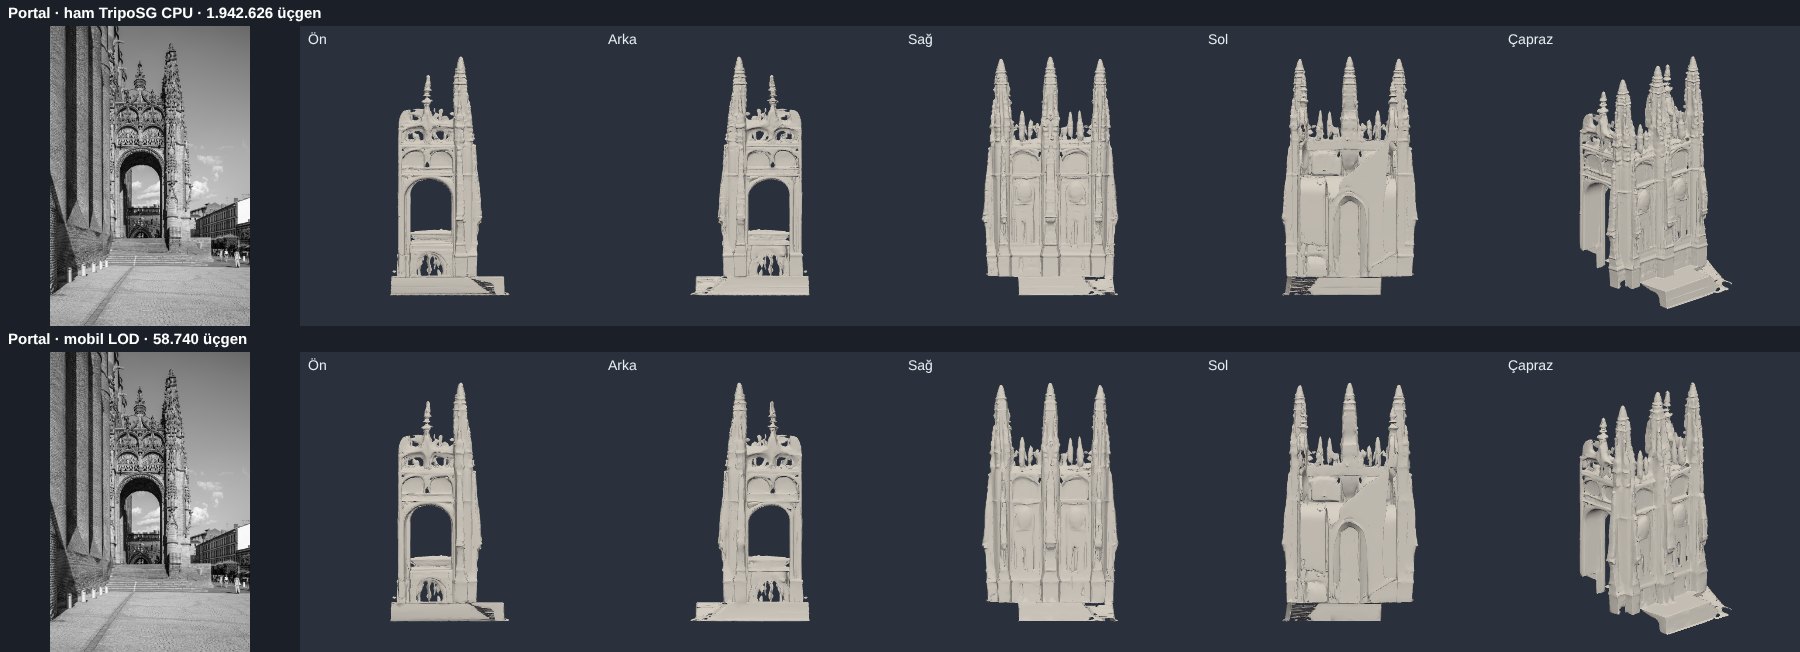 Portal · ham TripoSG CPU · 1.942.626 üçgen
Ön
Arka
Sağ
Sol
Çapraz
Portal · mobil LOD · 58.740 üçgen
Ön
Arka
Sağ
Sol
Çapraz